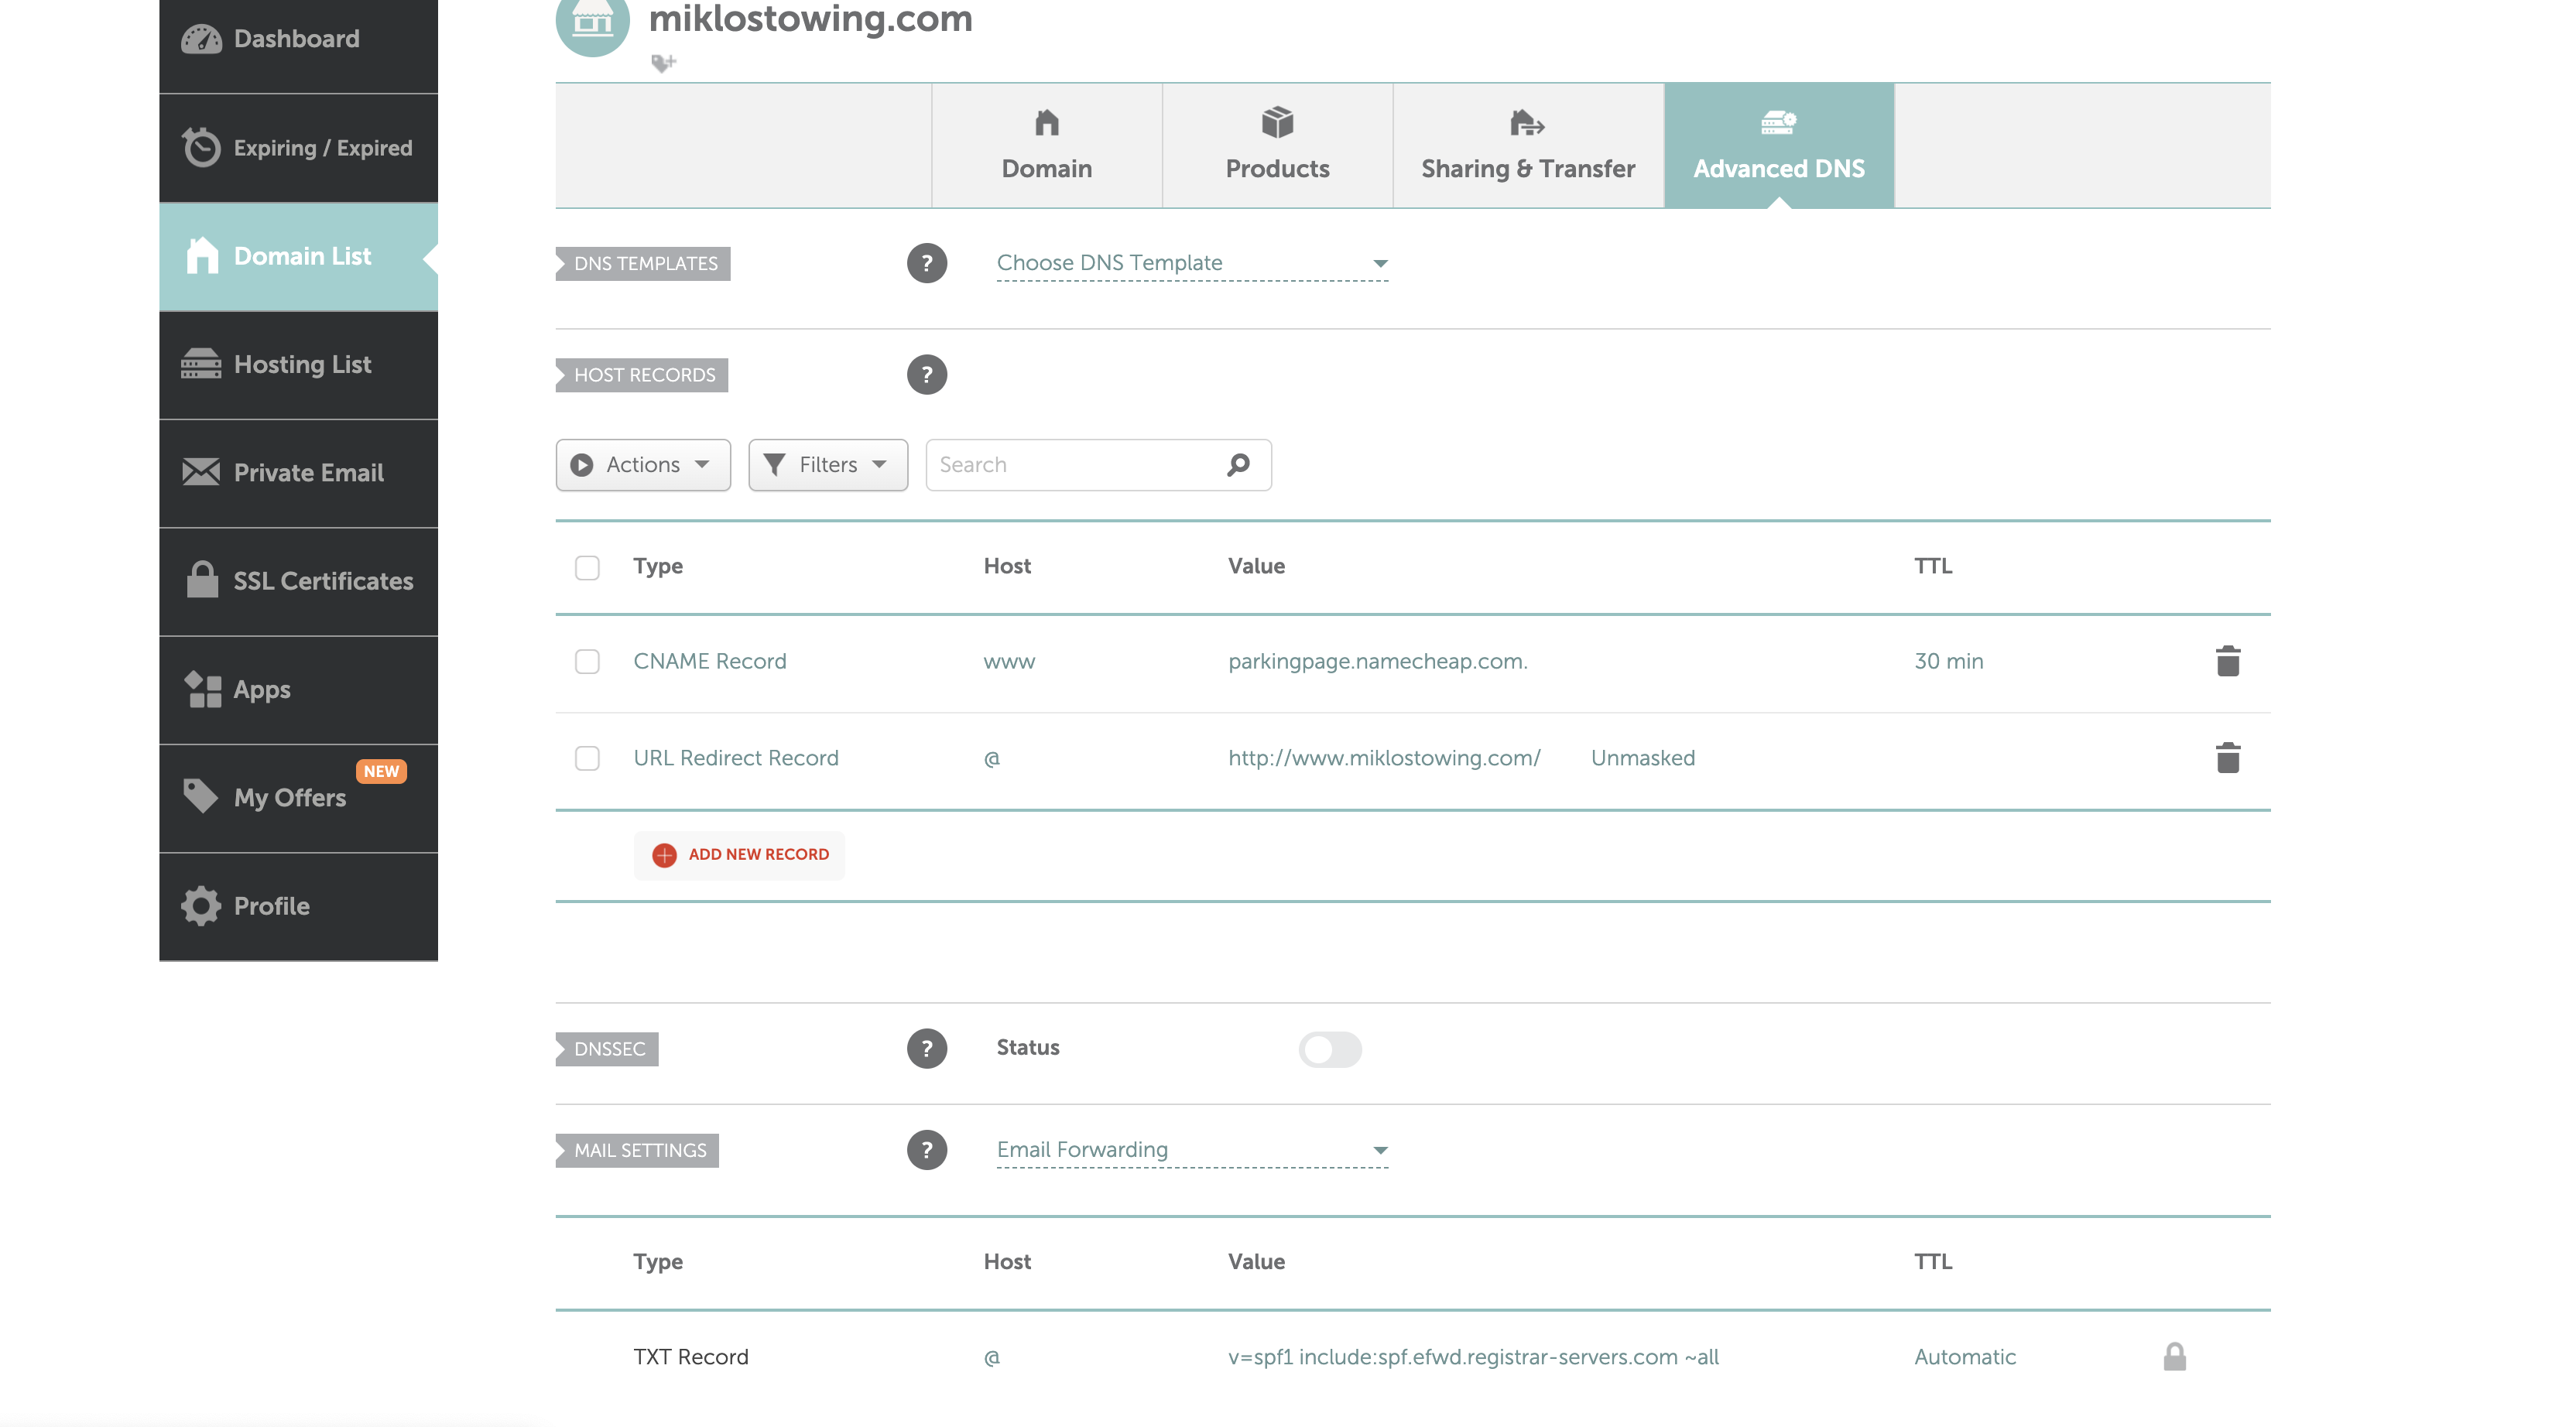 Dashboard
Expiring / Expired
Domain List
Hosting List
Private Email
SSL Certificates
Apps
NEW
My Offers
Profile
miklostowing.com
Domain
Products
Sharing & Transfer
Advanced DNS
DNS TEMPLATES ? Choose DNS Template
HOST RECORDS ?
Actions Filters Search
Type Host Value TTL
CNAME Record www parkingpage.namecheap.com. 30 min
URL Redirect Record @ http://www.miklostowing.com/ Unmasked
ADD NEW RECORD
DNSSEC ? Status
MAIL SETTINGS ? Email Forwarding
Type Host Value TTL
TXT Record @ v=spf1 include:spf.efwd.registrar-servers.com ~all Automatic